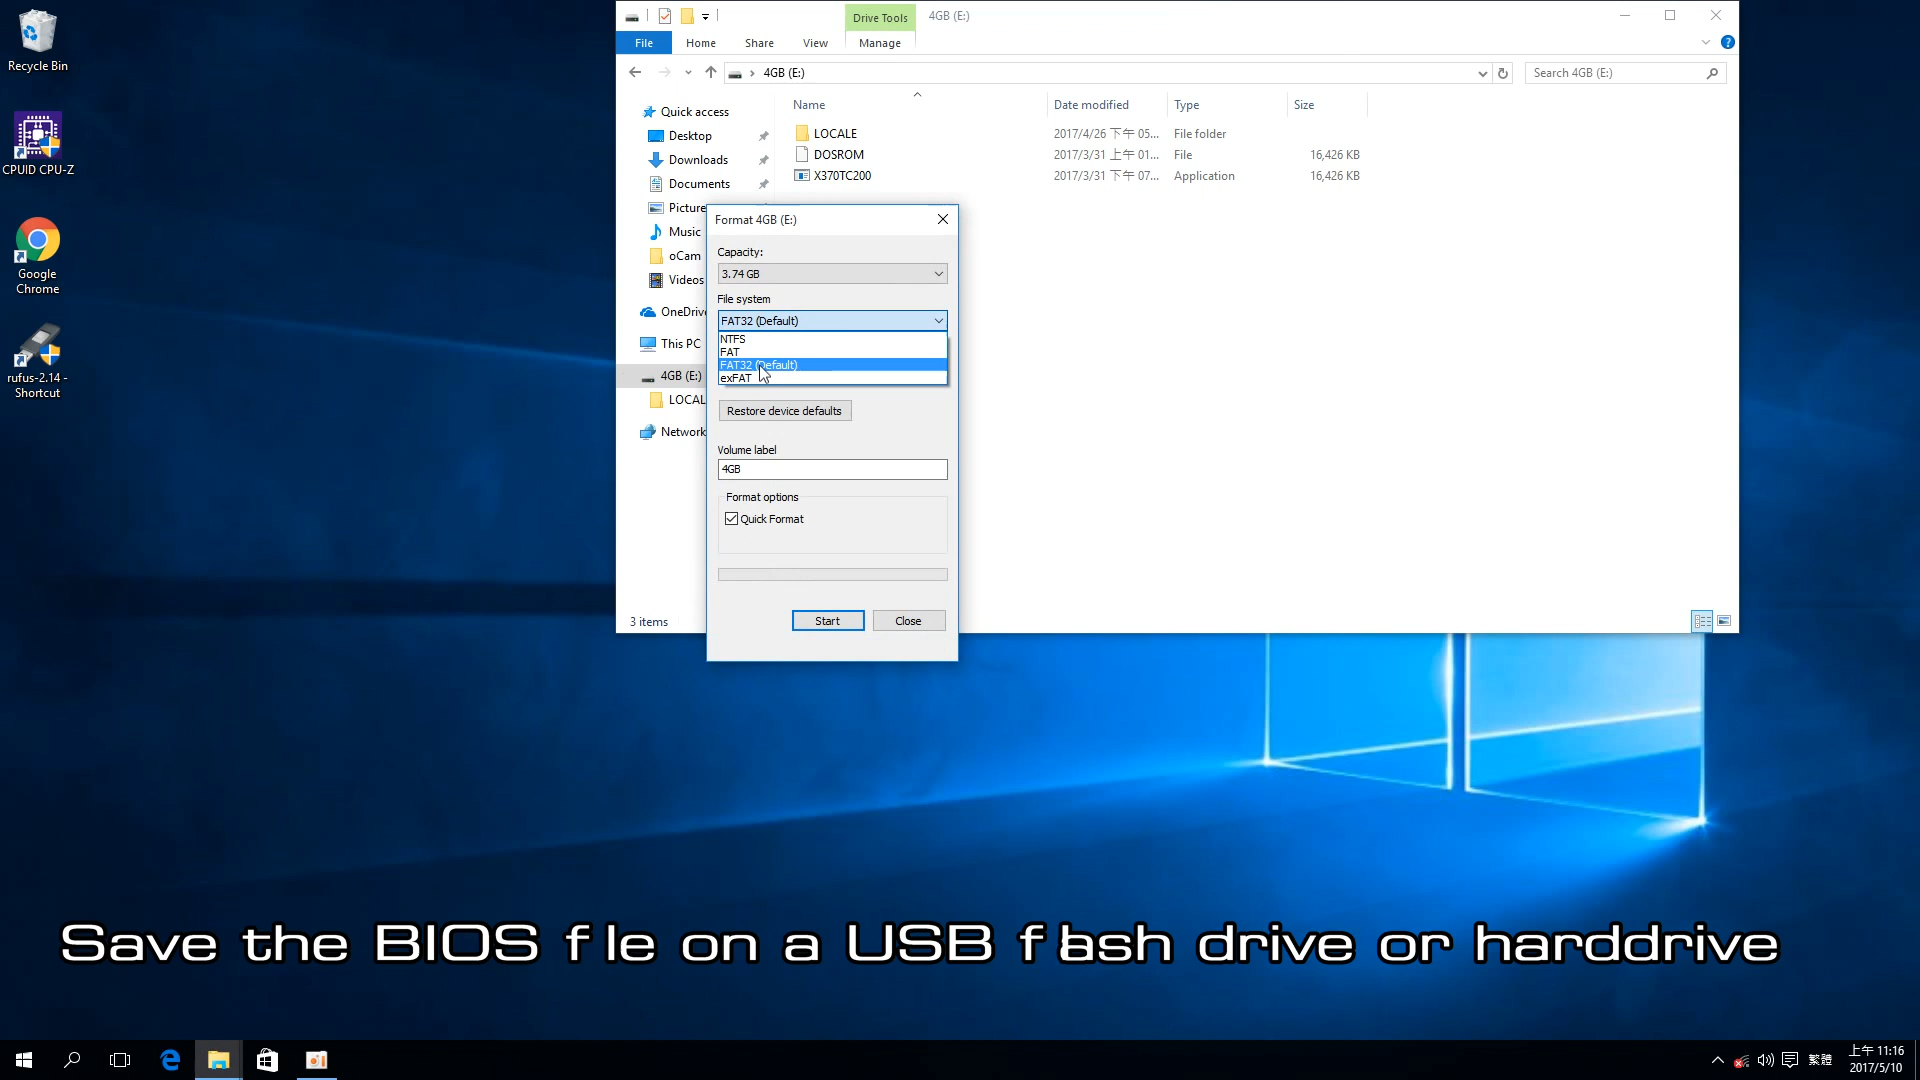 Recycle Bin
CPUID CPU-Z
Google
Chrome
rufus-2.14 -
Shortcut
Drive Tools
4GB (E:)
File
Home
Share
View
Manage
4GB (E:)
Search 4GB (E:)
Quick access
Desktop
Downloads
Documents
Picture
Music
oCam
Videos
OneDrive
This PC
4GB (E:)
LOCAL
Network
Name
Date modified
Type
Size
LOCALE
2017/4/26 下午 05...
File folder
DOSROM
2017/3/31 上午 01...
File
16,426 KB
X370TC200
2017/3/31 下午 07...
Application
16,426 KB
3 items
Format 4GB (E:)
Capacity:
3.74 GB
File system
FAT32 (Default)
NTFS
FAT
FAT32 (Default)
exFAT
Restore device defaults
Volume label
4GB
Format options
Quick Format
Start
Close
Save the BIOS file on a USB flash drive or harddrive
繁體
上午 11:16
2017/5/10